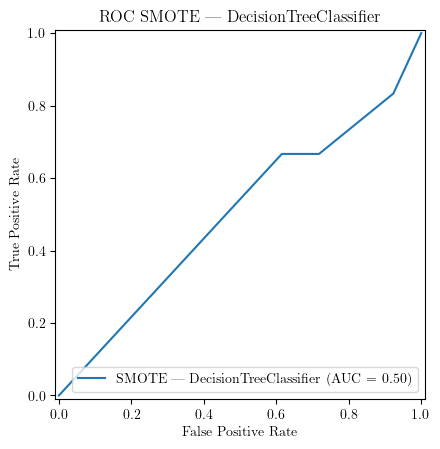 ROC SMOTE — DecisionTreeClassifier
1.0
0.8
0.6
0.4
0.2
0.0
True Positive Rate
SMOTE — DecisionTreeClassifier (AUC = 0.50)
0.0 0.2 0.4 0.6 0.8 1.0
False Positive Rate